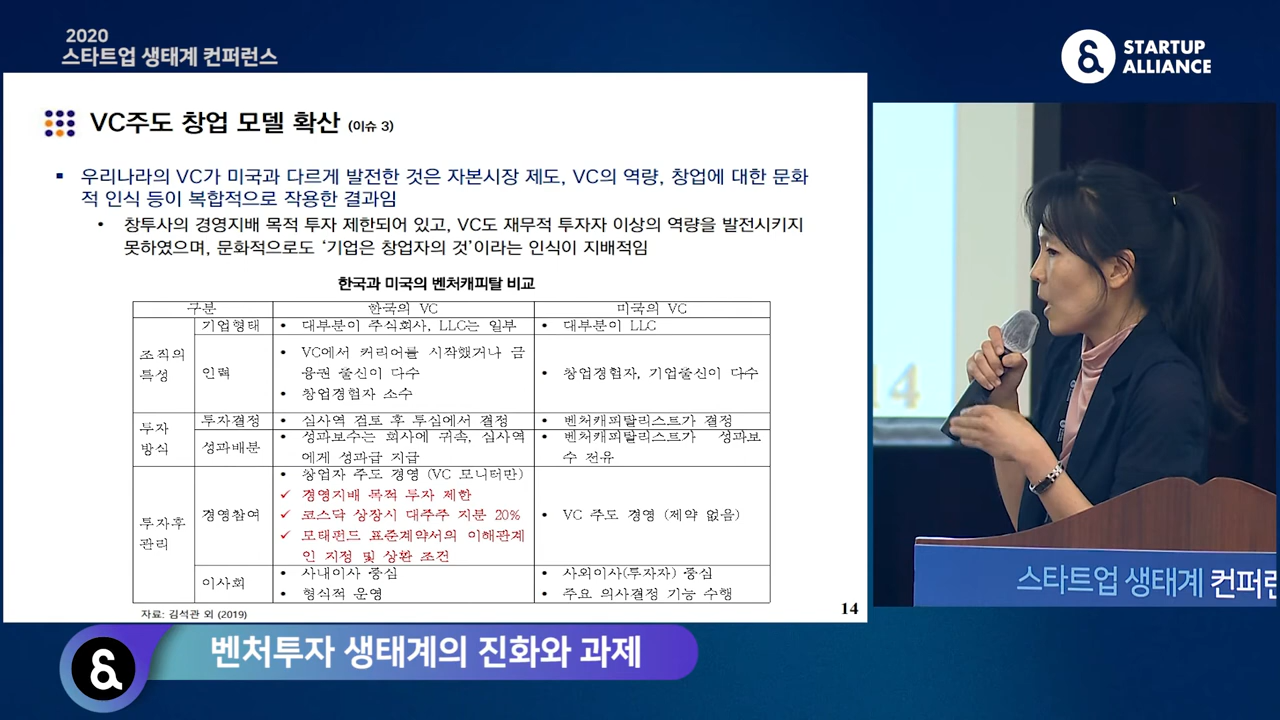 2020
스타트업 생태계 컨퍼런스
STARTUP
ALLIANCE
VC주도 창업 모델 확산 (이슈 3)
▪ 우리나라의 VC가 미국과 다르게 발전한 것은 자본시장 제도, VC의 역량, 창업에 대한 문화
적 인식 등이 복합적으로 작용한 결과임
• 창투사의 경영지배 목적 투자 제한되어 있고, VC도 재무적 투자자 이상의 역량을 발전시키지
못하였으며, 문화적으로도 ‘기업은 창업자의 것’이라는 인식이 지배적임
한국과 미국의 벤처캐피탈 비교
구분 한국의 VC 미국의 VC
조직의
특성
기업형태
• 대부분이 주식회사, LLC는 일부
• 대부분이 LLC
인력
• VC에서 커리어를 시작했거나 금
융권 출신이 다수
• 창업경험자 소수
• 창업경험자, 기업출신이 다수
투자
방식
투자결정
• 심사역 검토 후 투심에서 결정
• 벤처캐피탈리스트가 결정
성과배분
• 성과보수는 회사에 귀속, 심사역
에게 성과급 지급
• 벤처캐피탈리스트가 성과보
수 전유
투자후
관리
경영참여
• 창업자 주도 경영 (VC 모니터만)
✓ 경영지배 목적 투자 제한
✓ 코스닥 상장시 대주주 지분 20%
✓ 모태펀드 표준계약서의 이해관계
인 지정 및 상환 조건
• VC 주도 경영 (제약 없음)
이사회
• 사내이사 중심
• 형식적 운영
• 사외이사(투자자) 중심
• 주요 의사결정 기능 수행
자료: 김석관 외 (2019)
14
14
스타트업 생태계 컨퍼런
벤처투자 생태계의 진화와 과제